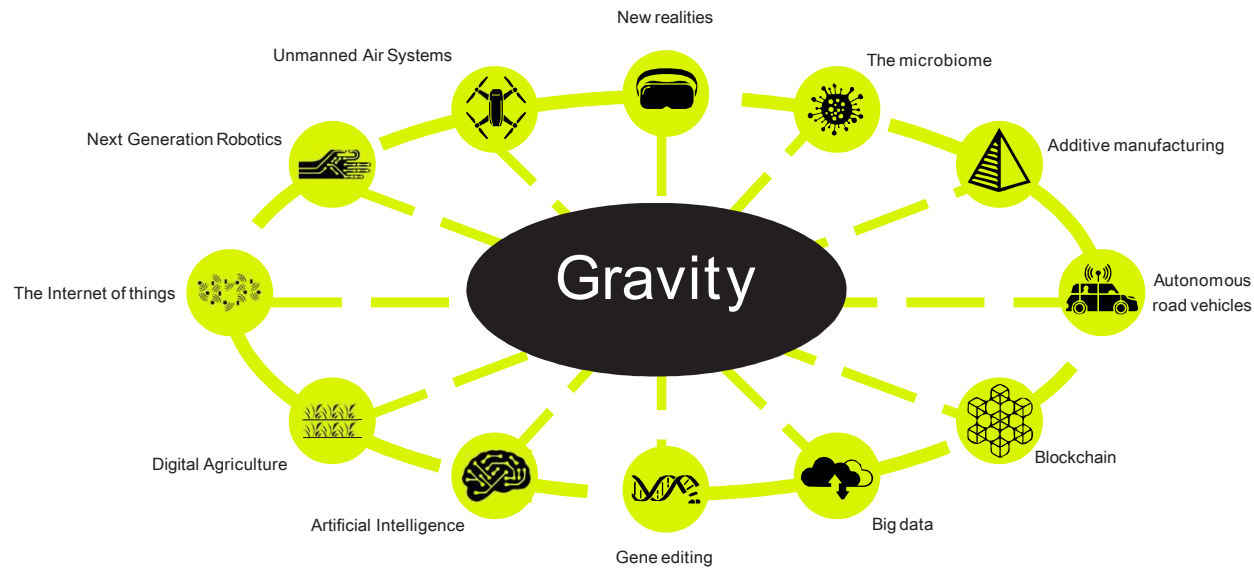 New realities
Unmanned Air Systems
The microbiome
Next Generation Robotics
Additive manufacturing
Gravity
The Internet of things
Autonomous
road vehicles
Digital Agriculture
Blockchain
Artificial Intelligence
Big data
Gene editing